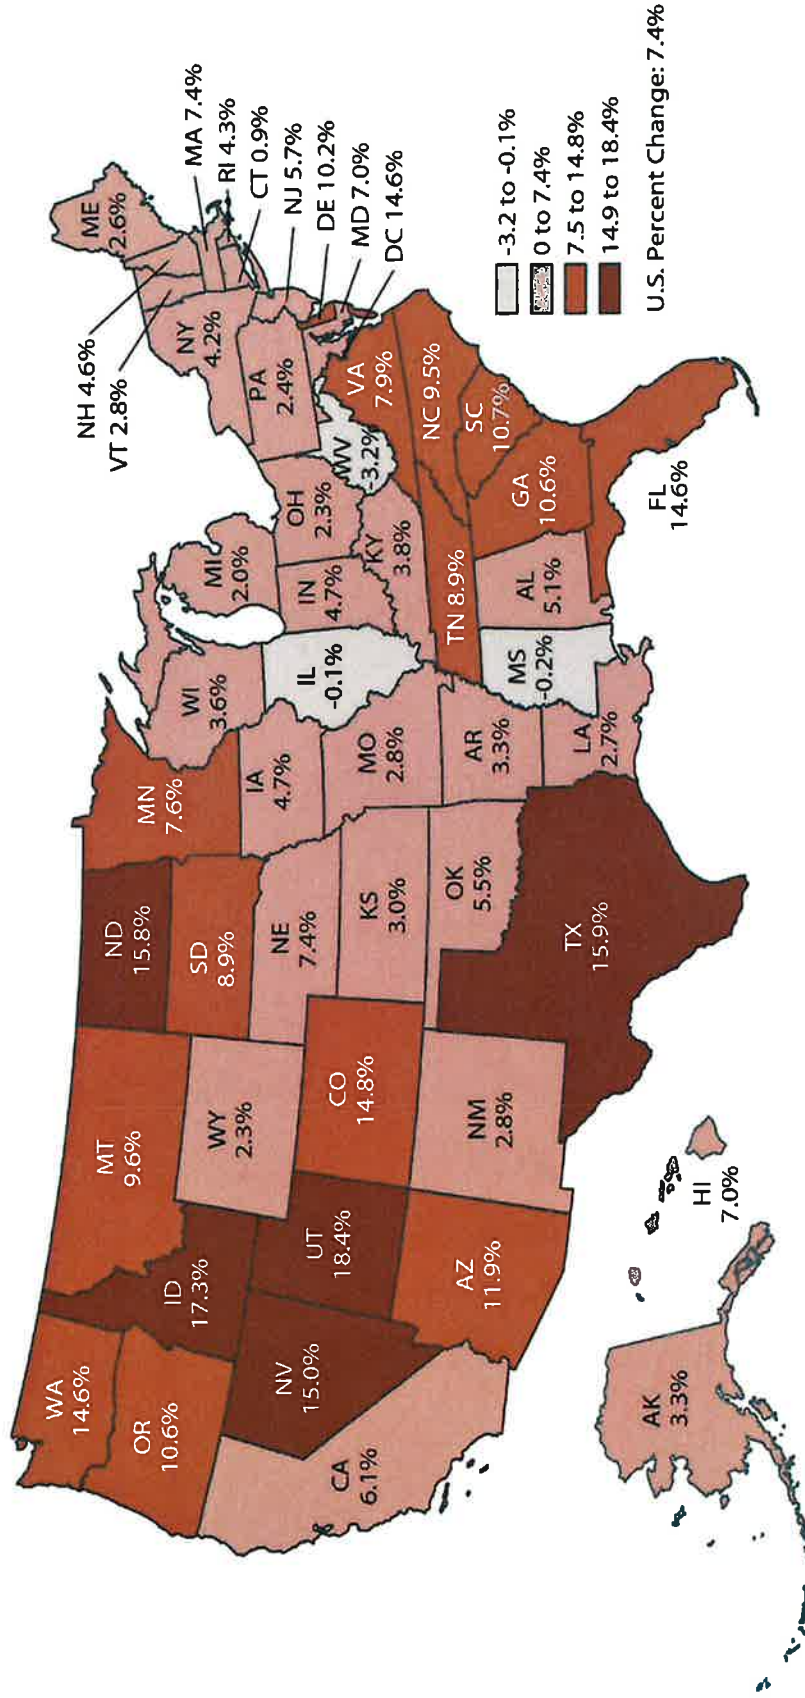 WA
14.6%
OR
10.6%
CA
6.1%
NV
15.0%
ID
17.3%
MT
9.6%
WY
2.3%
UT
18.4%
CO
14.8%
AZ
11.9%
NM
2.8%
ND
15.8%
SD
8.9%
NE
7.4%
KS
3.0%
OK
5.5%
TX
15.9%
MN
7.6%
IA
4.7%
MO
2.8%
AR
3.3%
LA
2.7%
WI
3.6%
IL
-0.1%
MS
-0.2%
MI
2.0%
IN
4.7%
OH
2.3%
KY
3.8%
TN 8.9%
AL
5.1%
GA
10.6%
FL
14.6%
SC
10.7%
NC 9.5%
VA
7.9%
WV
-3.2%
PA
2.4%
NY
4.2%
ME
2.6%
NH 4.6%
VT 2.8%
MA 7.4%
RI 4.3%
CT 0.9%
NJ 5.7%
DE 10.2%
MD 7.0%
DC 14.6%
AK
3.3%
HI
7.0%
-3.2 to -0.1%
0 to 7.4%
7.5 to 14.8%
14.9 to 18.4%
U.S. Percent Change: 7.4%